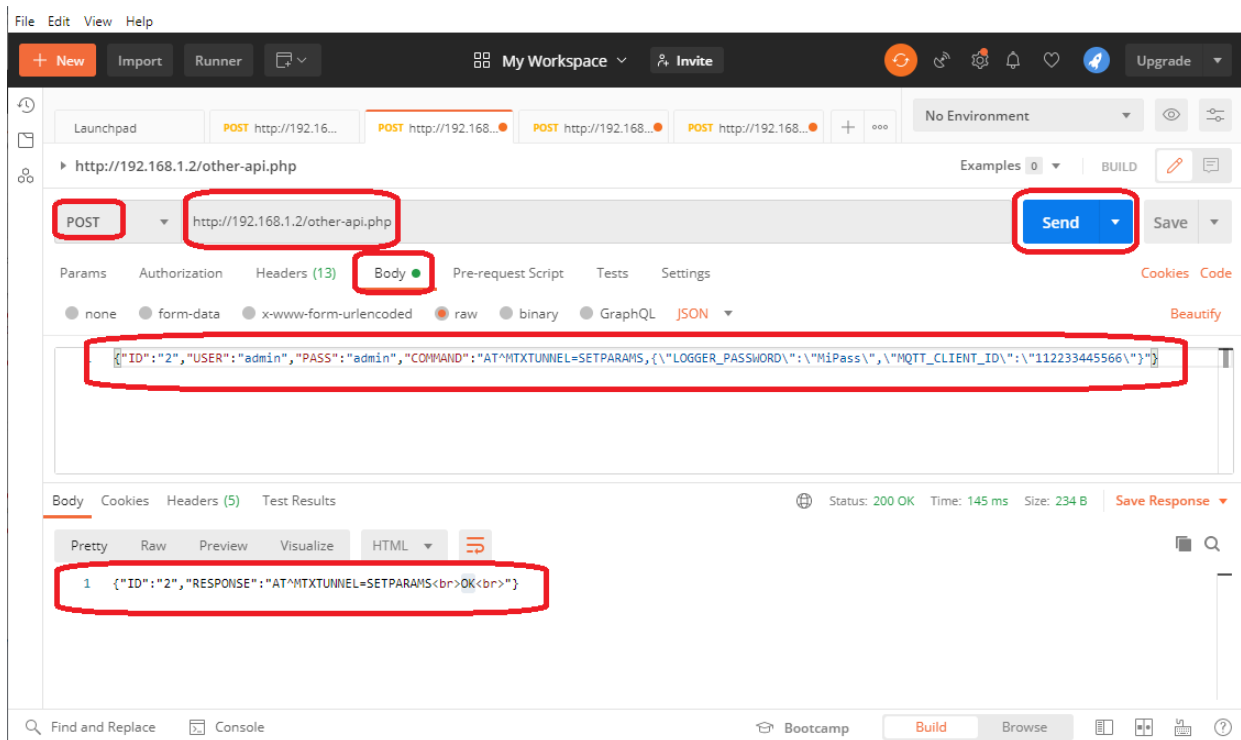 File Edit View Help
+ New Import Runner My Workspace Invite Upgrade
Launchpad POST http://192.16... POST http://192.168... POST http://192.168... POST http://192.168... + ooo No Environment
http://192.168.1.2/other-api.php Examples 0 BUILD
POST http://192.168.1.2/other-api.php Send Save
Params Authorization Headers (13) Body Pre-request Script Tests Settings Cookies Code
none form-data x-www-form-urlencoded raw binary GraphQL JSON Beautify
{"ID":"2","USER":"admin","PASS":"admin","COMMAND":"AT^MTXTUNNEL=SETPARAMS,{\"LOGGER_PASSWORD\":\"MiPass\",\"MQTT_CLIENT_ID\":\"112233445566\"}"}
Body Cookies Headers (5) Test Results Status: 200 OK Time: 145 ms Size: 234 B Save Response
Pretty Raw Preview Visualize HTML
1 {"ID":"2","RESPONSE":"AT^MTXTUNNEL=SETPARAMS<br>OK<br>"}
Find and Replace Console Bootcamp Build Browse ?